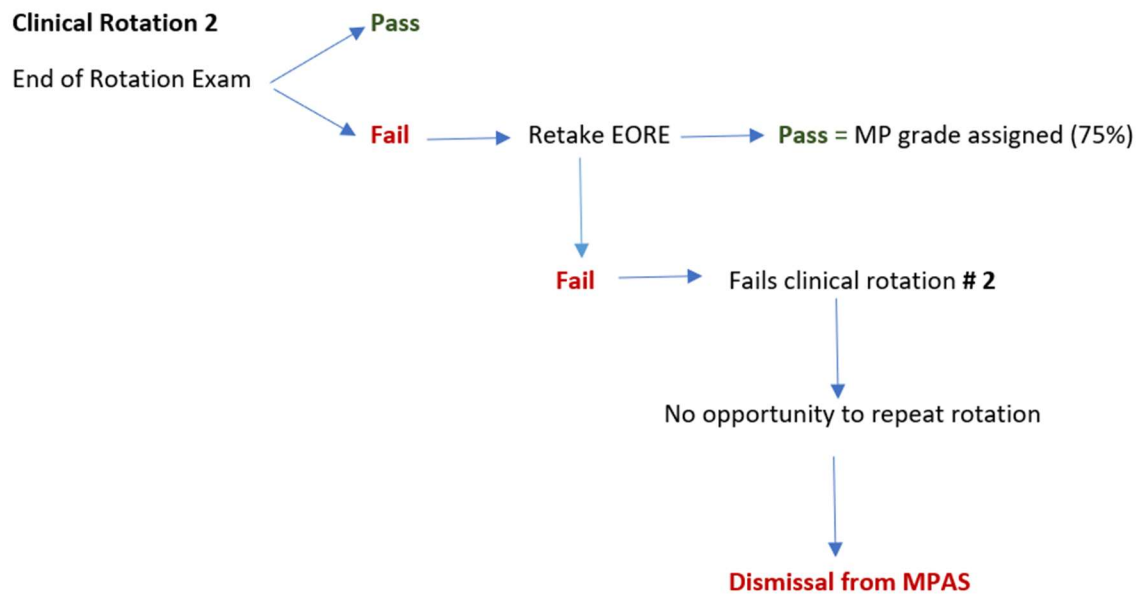 Clinical Rotation 2
Pass
End of Rotation Exam
Fail
Retake EORE
Pass = MP grade assigned (75%)
Fail
Fails clinical rotation # 2
No opportunity to repeat rotation
Dismissal from MPAS